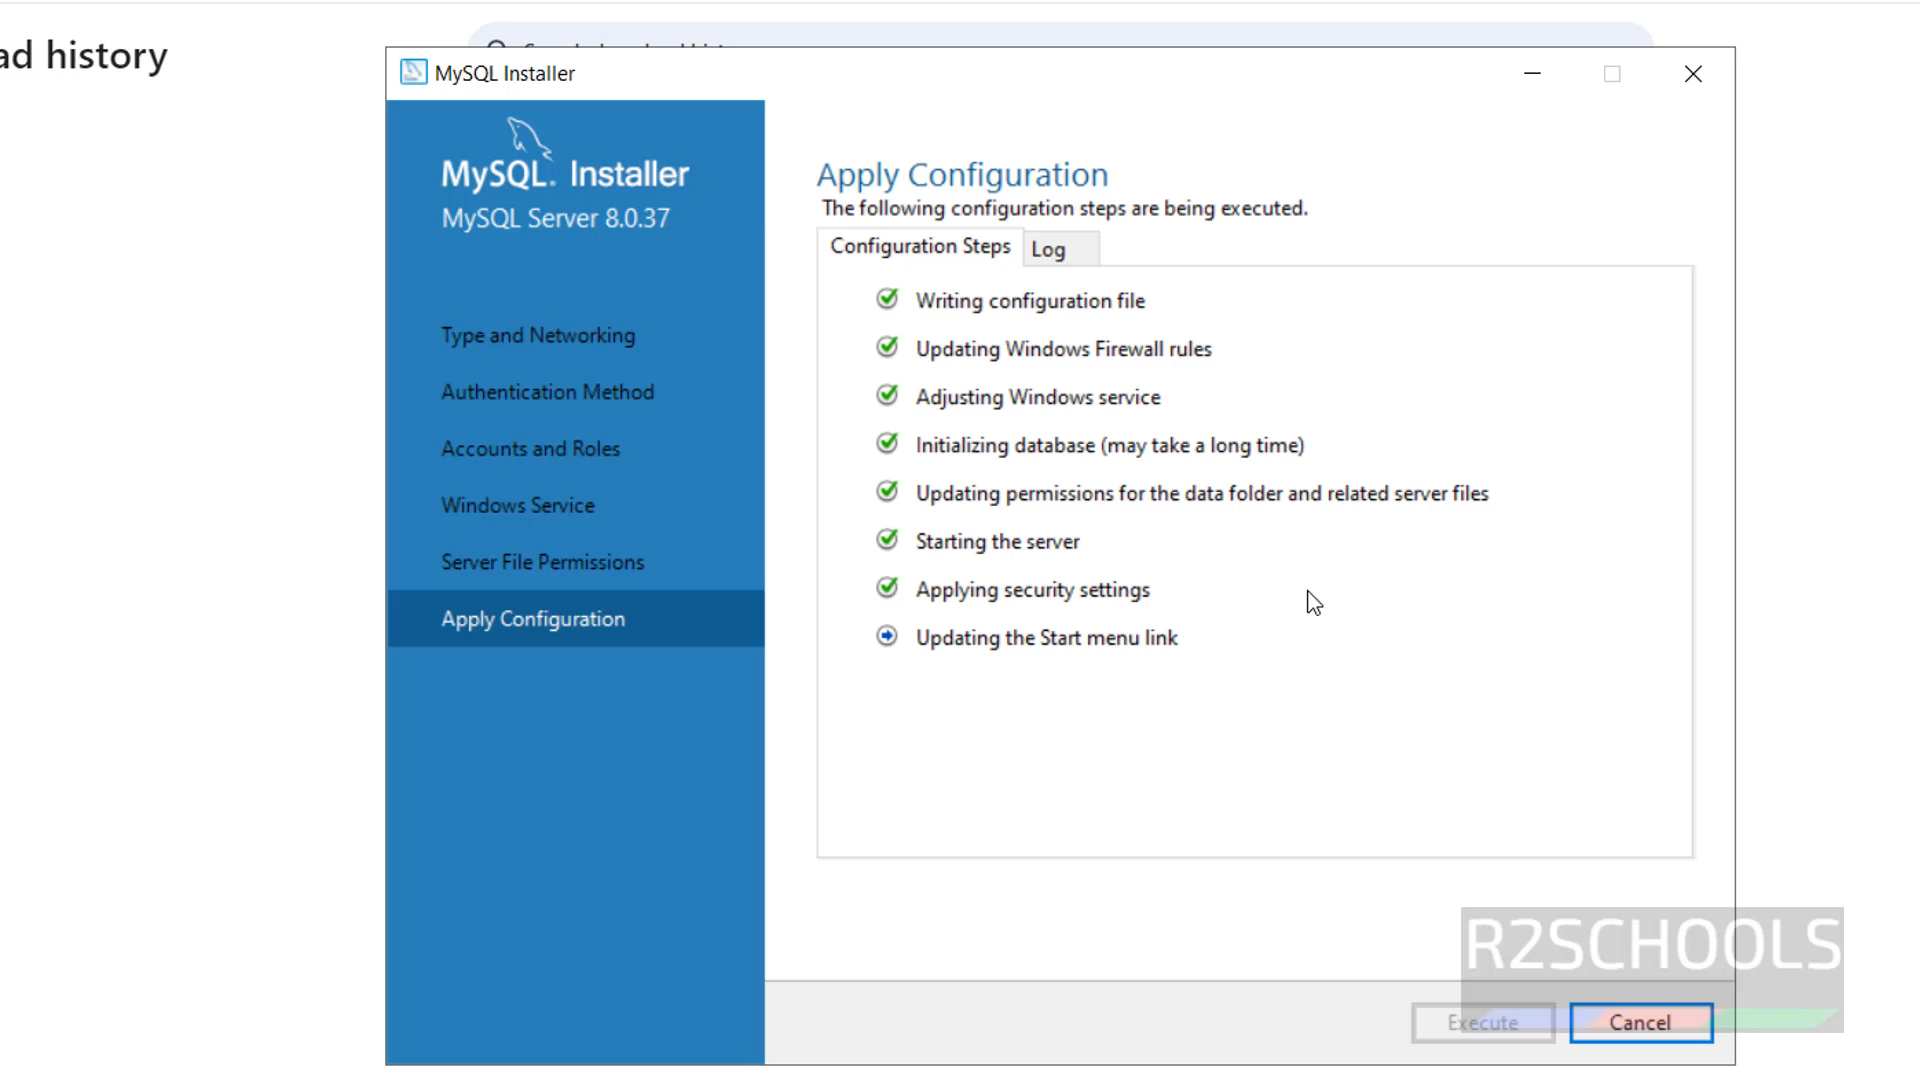 ad history
MySQL Installer
MySQL. Installer
MySQL Server 8.0.37
Type and Networking
Authentication Method
Accounts and Roles
Windows Service
Server File Permissions
Apply Configuration
Apply Configuration
The following configuration steps are being executed.
Configuration Steps
Log
Writing configuration file
Updating Windows Firewall rules
Adjusting Windows service
Initializing database (may take a long time)
Updating permissions for the data folder and related server files
Starting the server
Applying security settings
Updating the Start menu link
R2SCHOOLS
Execute
Cancel